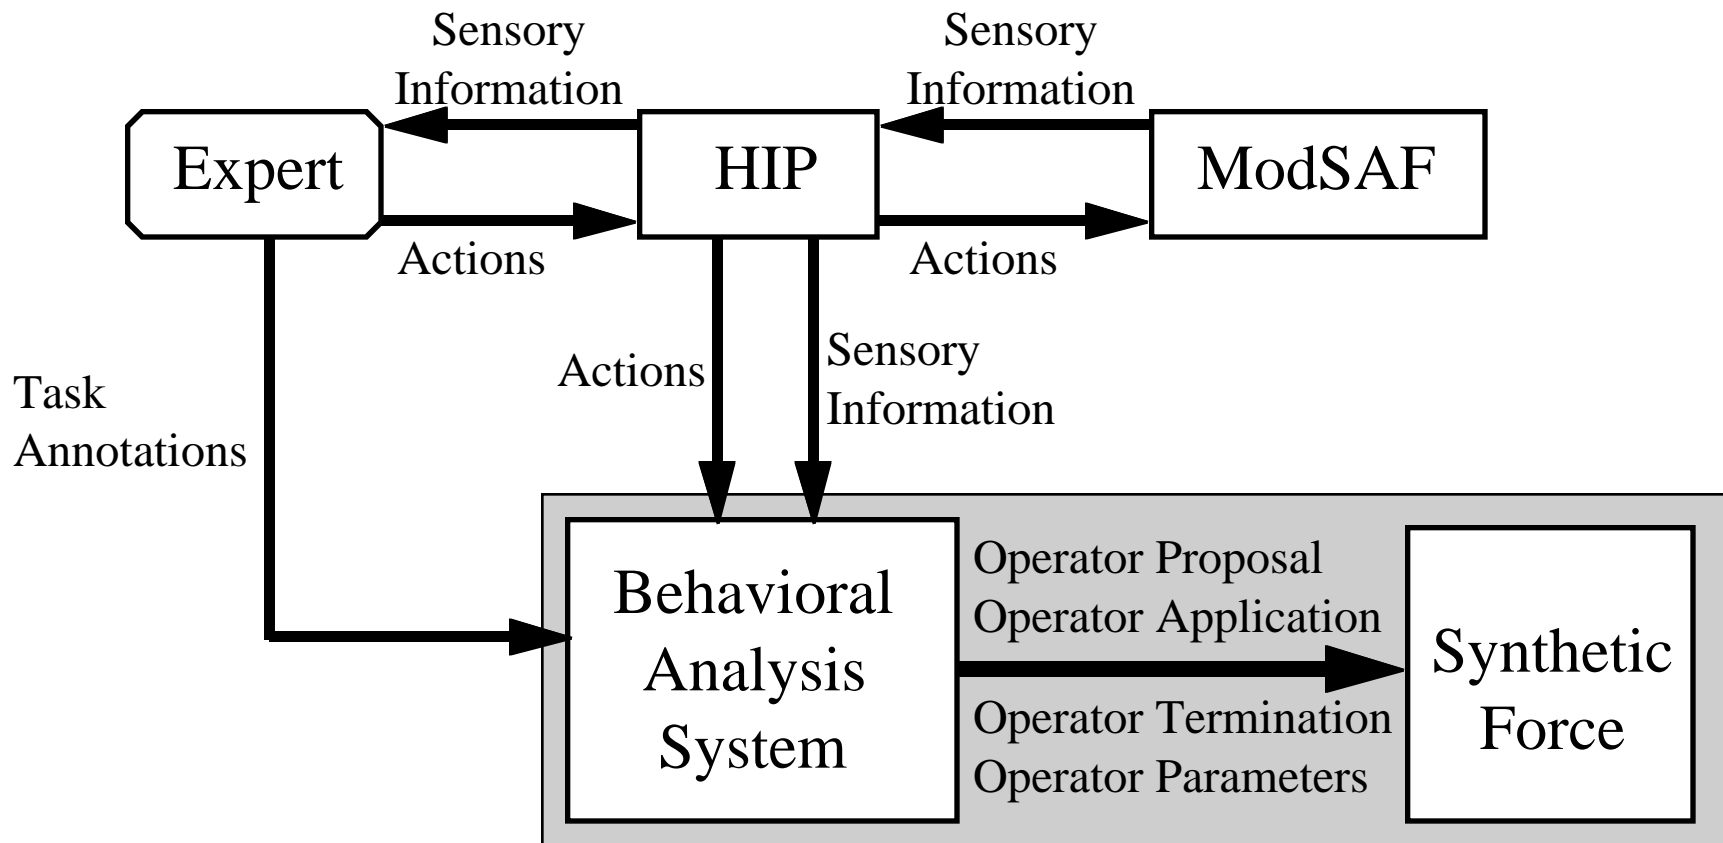 Sensory
Information
Sensory
Information
Expert
HIP
ModSAF
Actions
Actions
Task
Annotations
Actions
Sensory
Information
Behavioral
Analysis
System
Operator Proposal
Operator Application
Operator Termination
Operator Parameters
Synthetic
Force